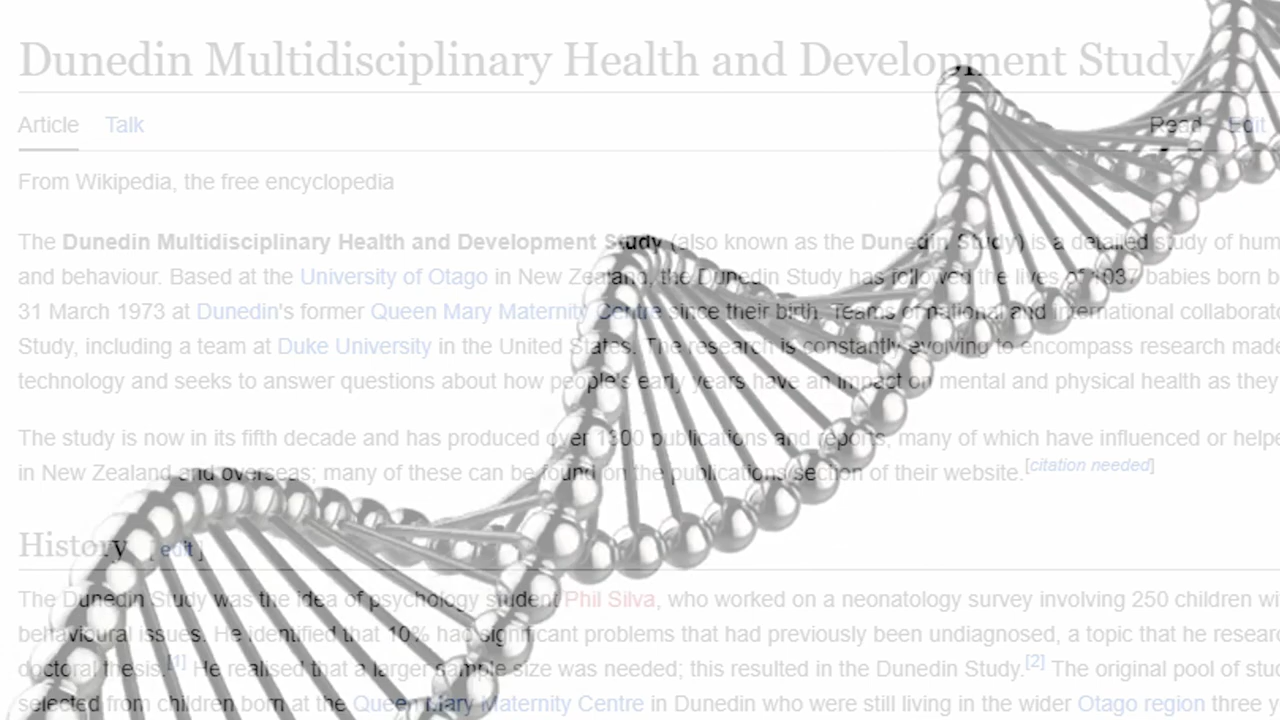 Dunedin Multidisciplinary Health and Development Study
Article Talk Read Edit
From Wikipedia, the free encyclopedia
The Dunedin Multidisciplinary Health and Development Study (also known as the Dunedin Study) is a detailed study of hum
and behaviour. Based at the University of Otago in New Zealand, the Dunedin Study has followed the lives of babies born b
31 March 1973 at Dunedin's former Queen Mary Maternity Centre since their birth. Teams of national and international collaborato
Study, including a team at Duke University in the United States. The research is constantly evolving to encompass research made
technology and seeks to answer questions about how people's early years have an impact on mental and physical health as they
The study is now in its fifth decade and has produced over 1300 publications and reports, many of which have influenced or helpe
in New Zealand and overseas; many of these can be found on the publications section of their website.[citation needed]
History [edit]
The Dunedin Study was the idea of psychology student Phil Silva, who worked on a neonatology survey involving 250 children wi
behavioural issues. He identified that 10% had significant problems that had previously been undiagnosed, a topic that he resear
doctoral thesis.[1] He realised that a larger sample size was needed; this resulted in the Dunedin Study.[2] The original pool of stud
selected from children born at the Queen Mary Maternity Centre in Dunedin who were still living in the wider Otago region three y